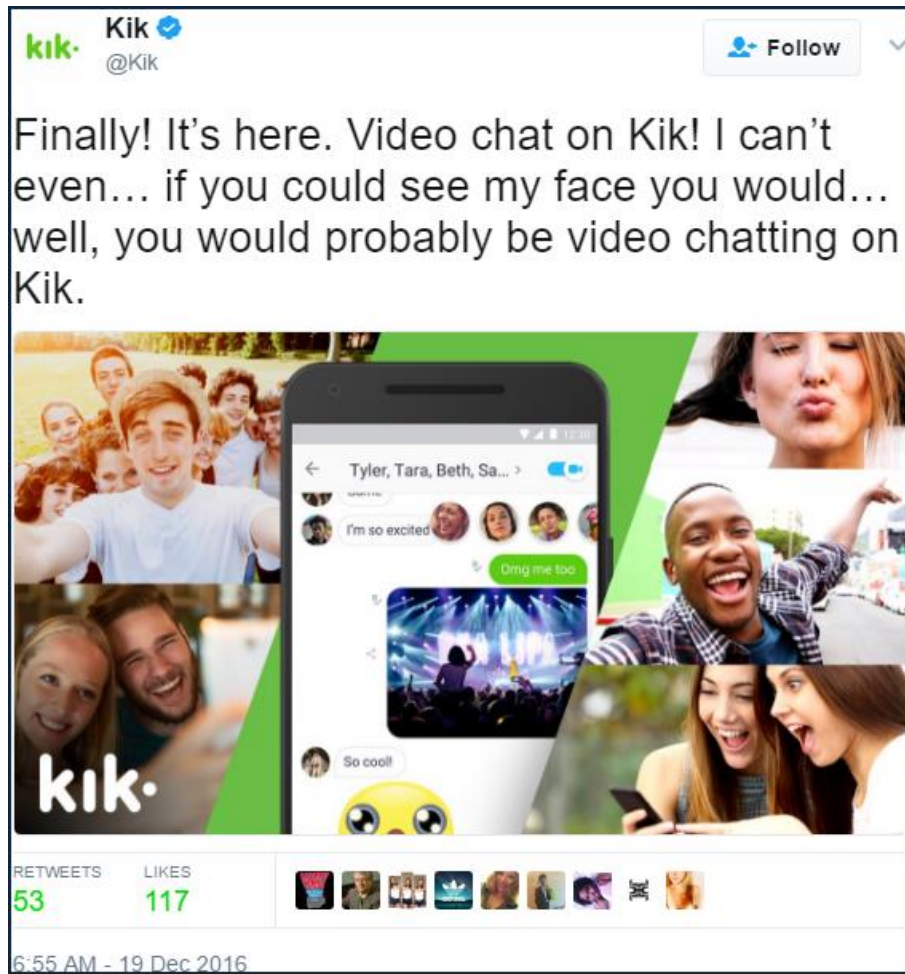 kik·
Kik
@Kik
Follow
Finally! It’s here. Video chat on Kik! I can’t
even… if you could see my face you would…
well, you would probably be video chatting on
Kik.
12:30
Tyler, Tara, Beth, Sa... >
I'm so excited
Omg me too
So cool!
kik·
RETWEETS
LIKES
53
117
6:55 AM - 19 Dec 2016